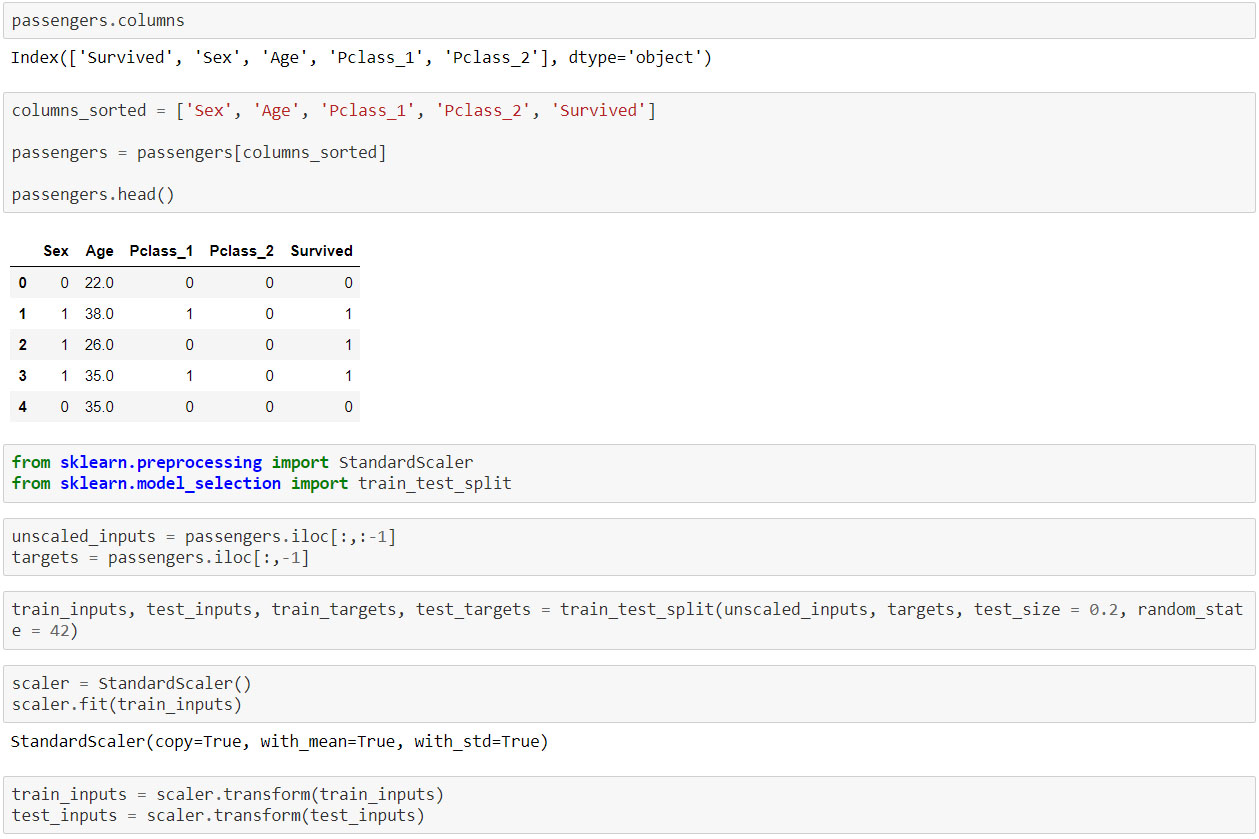 passengers.columns
Index(['Survived', 'Sex', 'Age', 'Pclass_1', 'Pclass_2'], dtype='object')
columns_sorted = ['Sex', 'Age', 'Pclass_1', 'Pclass_2', 'Survived']
passengers = passengers[columns_sorted]
passengers.head()
Sex Age Pclass_1 Pclass_2 Survived
0 0 22.0 0 0 0
1 1 38.0 1 0 1
2 1 26.0 0 0 1
3 1 35.0 1 0 1
4 0 35.0 0 0 0
from sklearn.preprocessing import StandardScaler
from sklearn.model_selection import train_test_split
unscaled_inputs = passengers.iloc[:,:-1]
targets = passengers.iloc[:,-1]
train_inputs, test_inputs, train_targets, test_targets = train_test_split(unscaled_inputs, targets, test_size = 0.2, random_stat
e = 42)
scaler = StandardScaler()
scaler.fit(train_inputs)
StandardScaler(copy=True, with_mean=True, with_std=True)
train_inputs = scaler.transform(train_inputs)
test_inputs = scaler.transform(test_inputs)